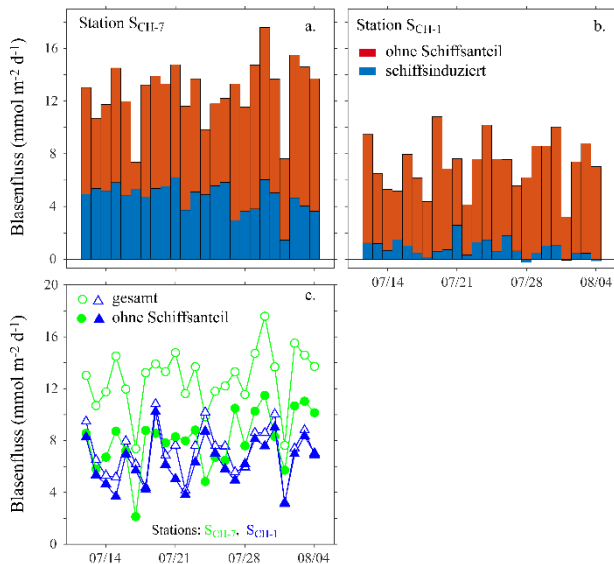 Station S_CH-7
a.
Station S_CH-1
b.
ohne Schiffsanteil
schiffsinduziert
Blasenfluss (mmol m⁻² d⁻¹)
16
12
8
4
0
07/14
07/21
07/28
08/04
c.
gesamt
ohne Schiffsanteil
Blasenfluss (mmol m⁻² d⁻¹)
20
16
12
8
4
0
Stations: S_CH-7, S_CH-1
07/14
07/21
07/28
08/04